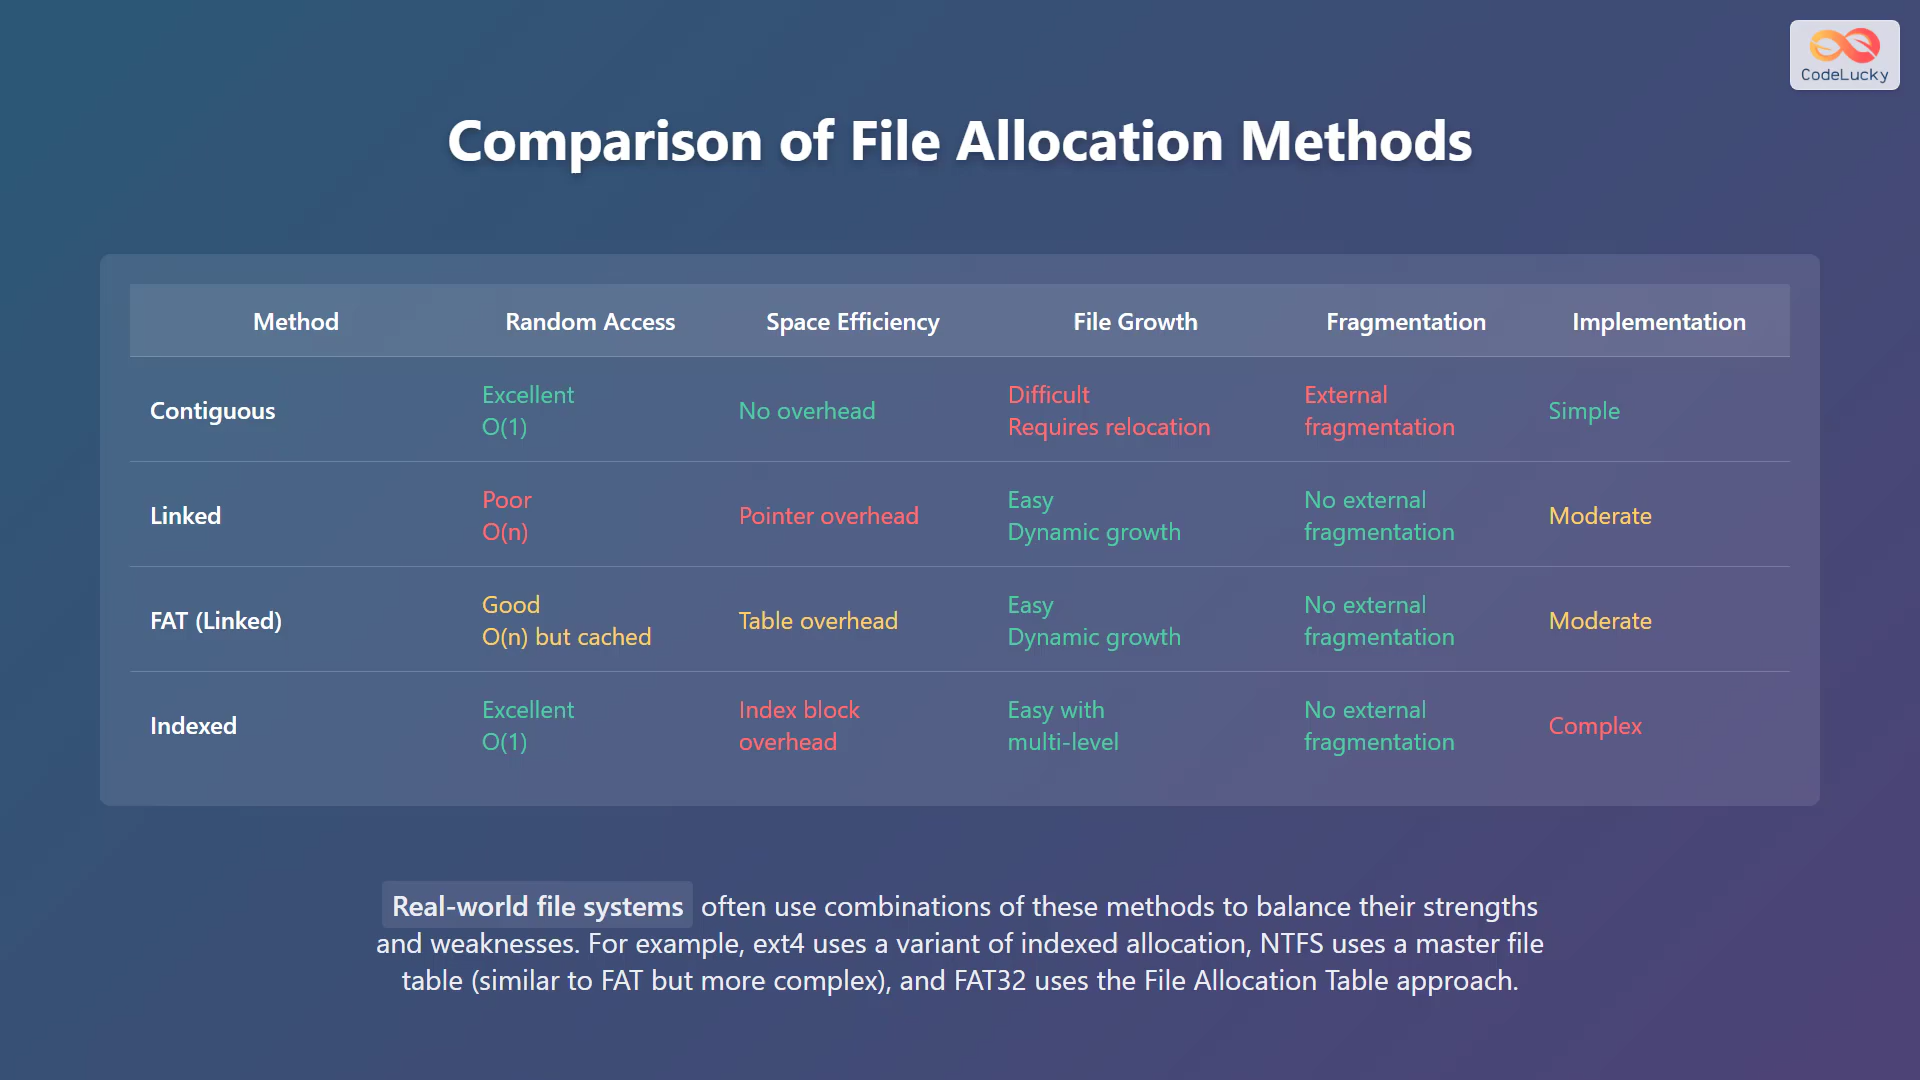 CodeLucky
Comparison of File Allocation Methods
Method Random Access Space Efficiency File Growth Fragmentation Implementation
Contiguous
Excellent
O(1)
No overhead
Difficult
Requires relocation
External
fragmentation
Simple
Linked
Poor
O(n)
Pointer overhead
Easy
Dynamic growth
No external
fragmentation
Moderate
FAT (Linked)
Good
O(n) but cached
Table overhead
Easy
Dynamic growth
No external
fragmentation
Moderate
Indexed
Excellent
O(1)
Index block
overhead
Easy with
multi-level
No external
fragmentation
Complex
Real-world file systems often use combinations of these methods to balance their strengths
and weaknesses. For example, ext4 uses a variant of indexed allocation, NTFS uses a master file
table (similar to FAT but more complex), and FAT32 uses the File Allocation Table approach.